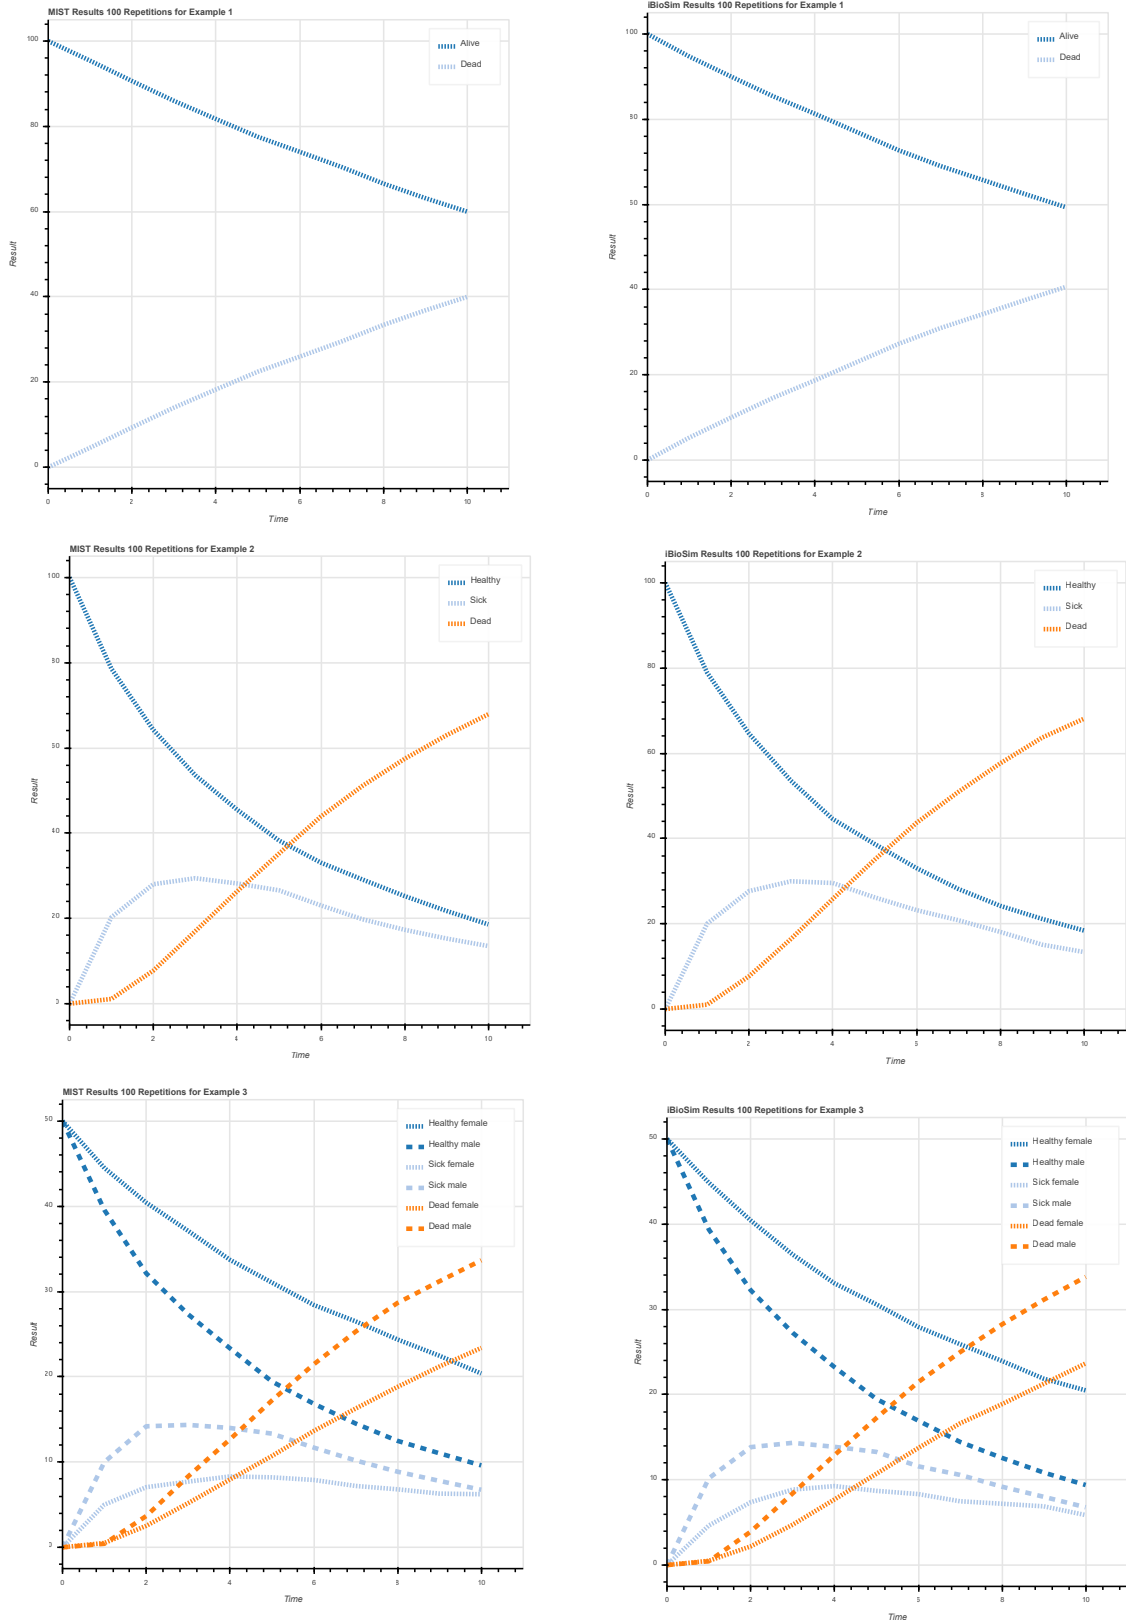 MIST Results 100 Repetitions for Example 1
100
80
60
40
20
0
Result
Alive
Dead
0 2 4 6 8 10
Time
iBioSim Results 100 Repetitions for Example 1
100
40
20
0
Result
Alive
Dead
0 2 4 6 8 10
Time
MIST Results 100 Repetitions for Example 2
100
40
20
Result
Healthy
Sick
Dead
0 2 4 6 8 10
Time
iBioSim Results 100 Repetitions for Example 2
100
80
60
40
20
0
Result
Healthy
Sick
Dead
0 2 4 8 10
Time
MIST Results 100 Repetitions for Example 3
50
40
30
20
10
Result
Healthy female
Healthy male
Sick female
Sick male
Dead female
Dead male
0 2 4 6 8 10
Time
iBioSim Results 100 Repetitions for Example 3
50
40
30
20
10
0
Result
Healthy female
Healthy male
Sick female
Sick male
Dead female
Dead male
0 2 4 8 10
Time